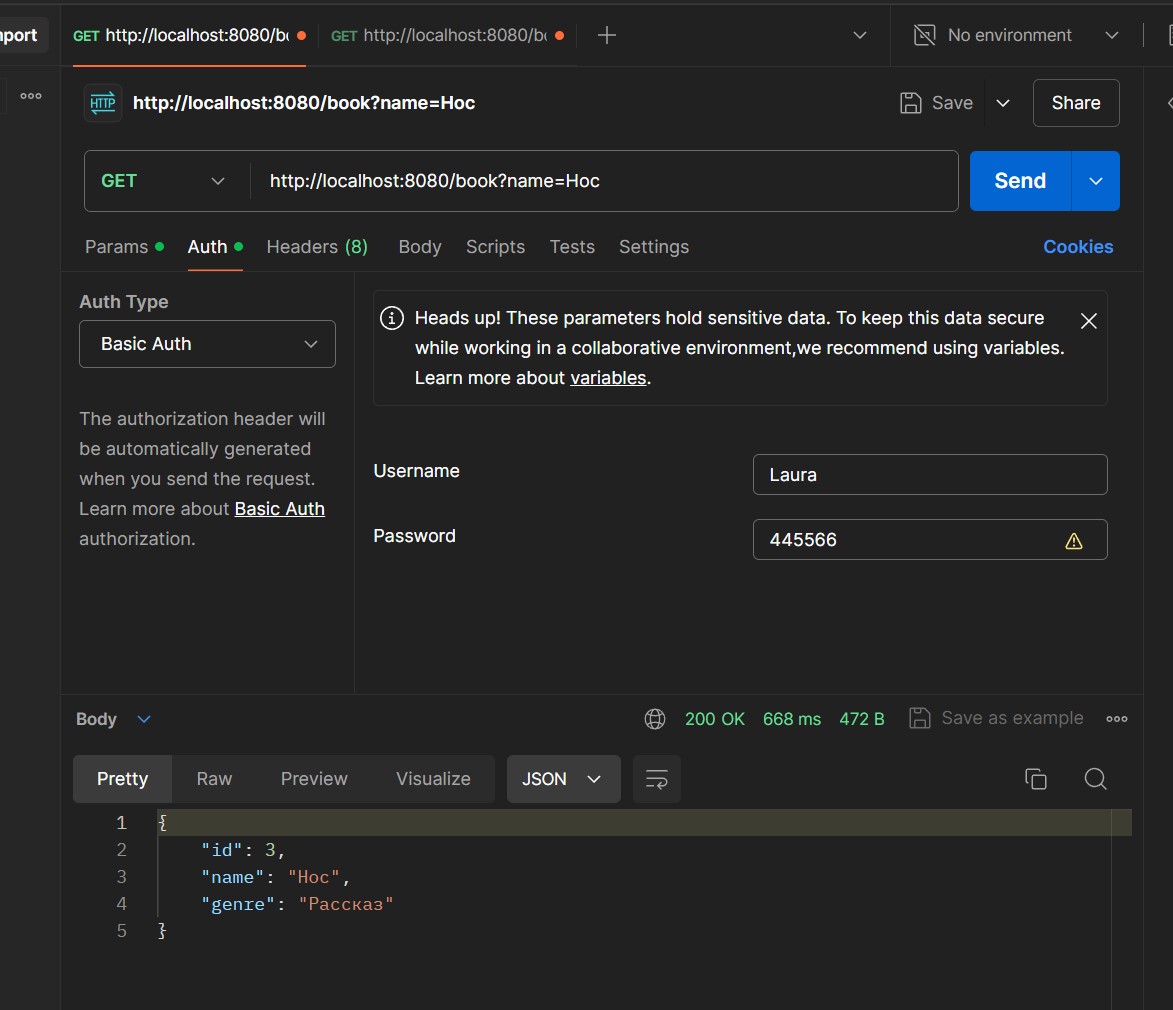 nport
GET http://localhost:8080/b
GET http://localhost:8080/b
No environment
HTTP http://localhost:8080/book?name=Нос
Save
Share
GET http://localhost:8080/book?name=Нос
Send
Params
Auth
Headers (8)
Body
Scripts
Tests
Settings
Cookies
Auth Type
Basic Auth
The authorization header will
be automatically generated
when you send the request.
Learn more about Basic Auth
authorization.
Heads up! These parameters hold sensitive data. To keep this data secure
while working in a collaborative environment,we recommend using variables.
Learn more about variables.
Username
Laura
Password
445566
Body
200 OK
668 ms
472 B
Save as example
Pretty
Raw
Preview
Visualize
JSON
1 {
2 "id": 3,
3 "name": "Нос",
4 "genre": "Рассказ"
5 }